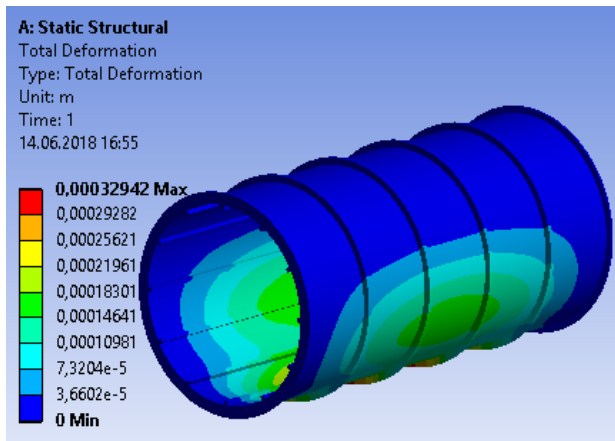 A: Static Structural
Total Deformation
Type: Total Deformation
Unit: m
Time: 1
14.06.2018 16:55
0,00032942 Max
0,00029282
0,00025621
0,00021961
0,00018301
0,00014641
0,00010981
7,3204e-5
3,6602e-5
0 Min